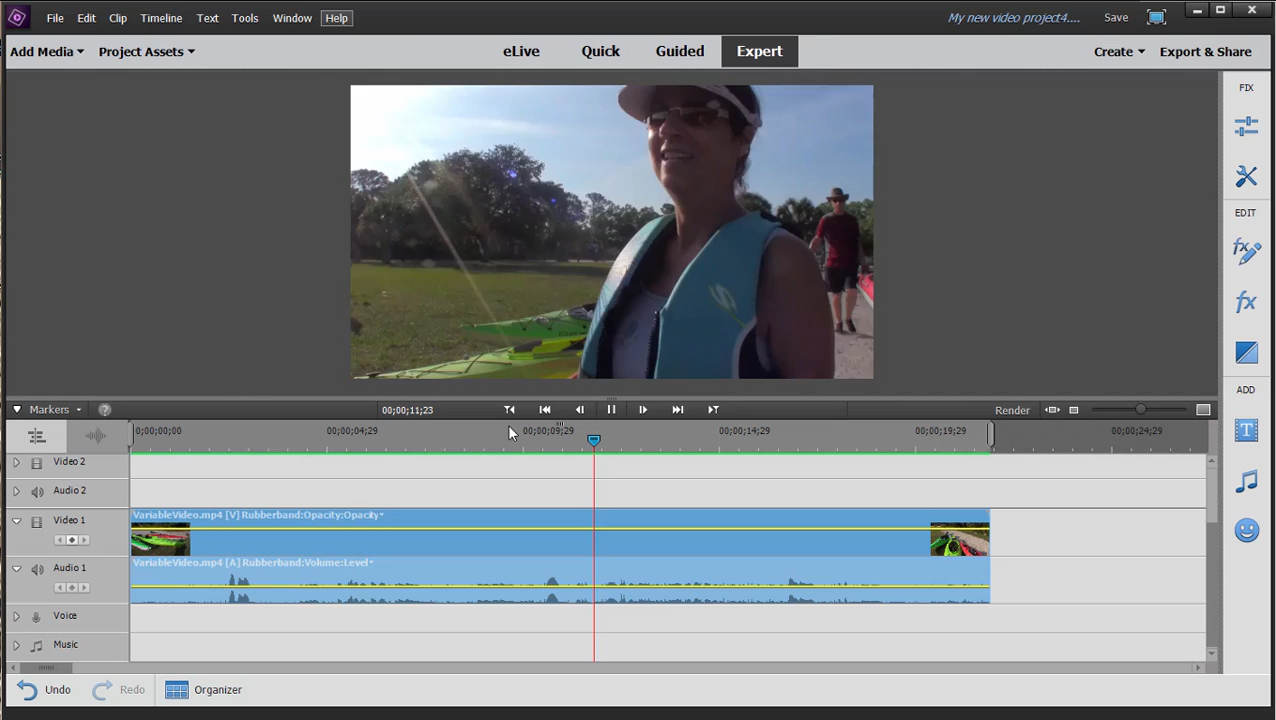 File Edit Clip Timeline Text Tools Window Help My new video project4.... Save
Add Media Project Assets eLive Quick Guided Expert Create Export & Share
FIX
EDIT
ADD
Markers ? 00;00;11;23 Render
0;00;00;00 00;00;04;29 00;00;09;29 00;00;14;29 00;00;19;29 00;00;24;29
Video 2
Audio 2
Video 1 VariableVideo.mp4 [V] Rubberband:Opacity:Opacity
Audio 1 VariableVideo.mp4 [A] Rubberband:Volume:Level
Voice
Music
Undo Redo Organizer